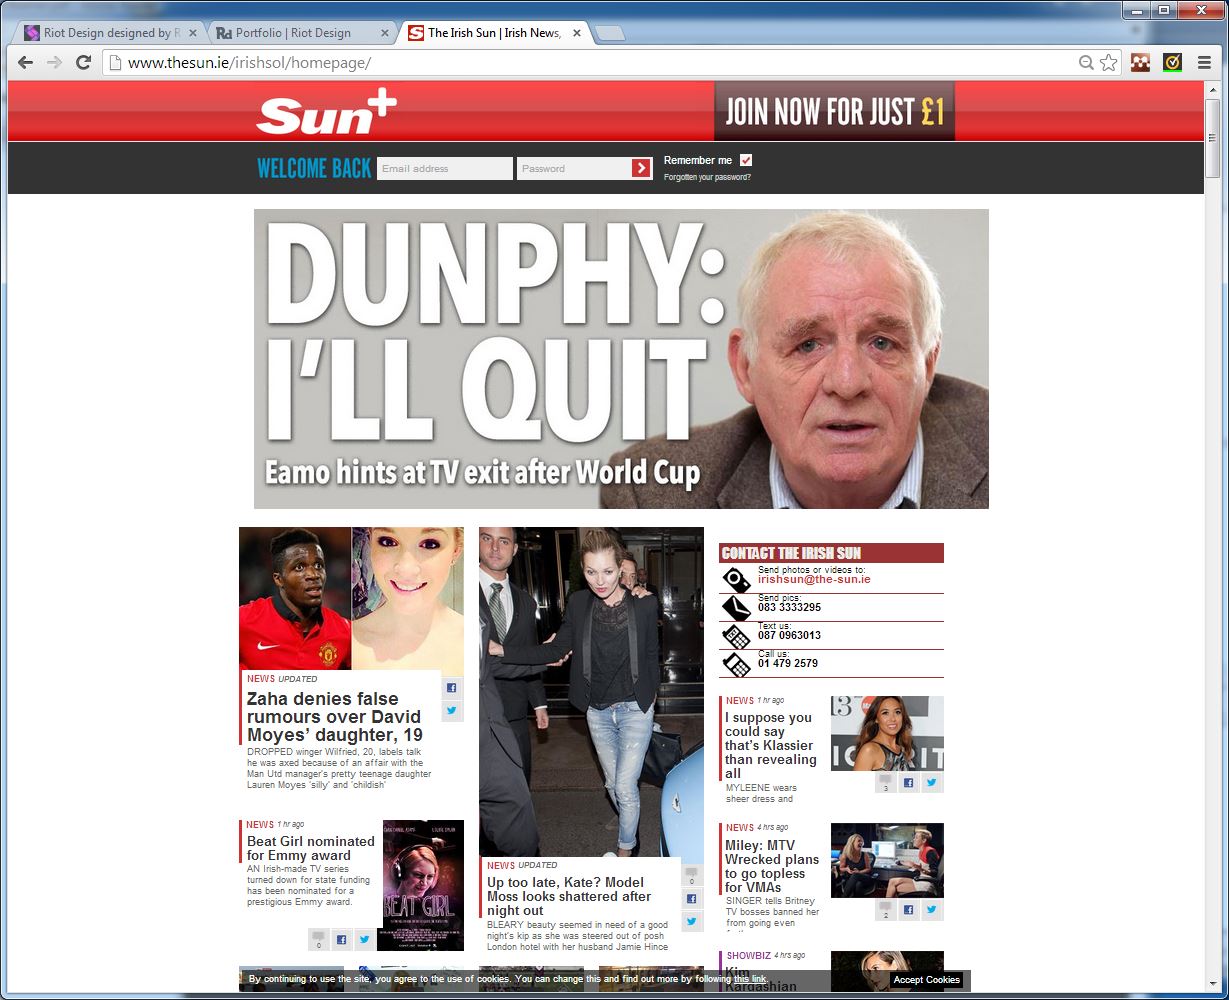 Riot Design designed by R
Portfolio | Riot Design
The Irish Sun | Irish News,
www.thesun.ie/irishsol/homepage/
Sun+
JOIN NOW FOR JUST £1
WELCOME BACK
Email address
Password
Remember me
Forgotten your password?
DUNPHY:
I'LL QUIT
Eamo hints at TV exit after World Cup
NEWS UPDATED
Zaha denies false
rumours over David
Moyes' daughter, 19
DROPPED winger Wilfried, 20, labels talk
he was axed because of an affair with the
Man Utd manager's pretty teenage daughter
Lauren Moyes 'silly' and 'childish'
NEWS 1 hr ago
Beat Girl nominated
for Emmy award
AN Irish-made TV series
turned down for state funding
has been nominated for a
prestigious Emmy award.
BEAT GIRL
0
NEWS UPDATED
Up too late, Kate? Model
Moss looks shattered after
night out
BLEARY beauty seemed in need of a good
night's kip as she was steered out of posh
London hotel with her husband Jamie Hince
0
CONTACT THE IRISH SUN
Send photos or videos to:
irishsun@the-sun.ie
Send pics:
083 3333295
Text us:
087 0963013
Call us:
01 479 2579
NEWS 1 hr ago
I suppose you
could say
that's Klassier
than revealing
all
MYLEENE wears
sheer dress and
3
NEWS 4 hrs ago
Miley: MTV
Wrecked plans
to go topless
for VMAs
SINGER tells Britney
TV bosses banned her
from going even
2
SHOWBIZ 4 hrs ago
Kim
Kardashian
By continuing to use the site, you agree to the use of cookies. You can change this and find out more by following this link.
Accept Cookies